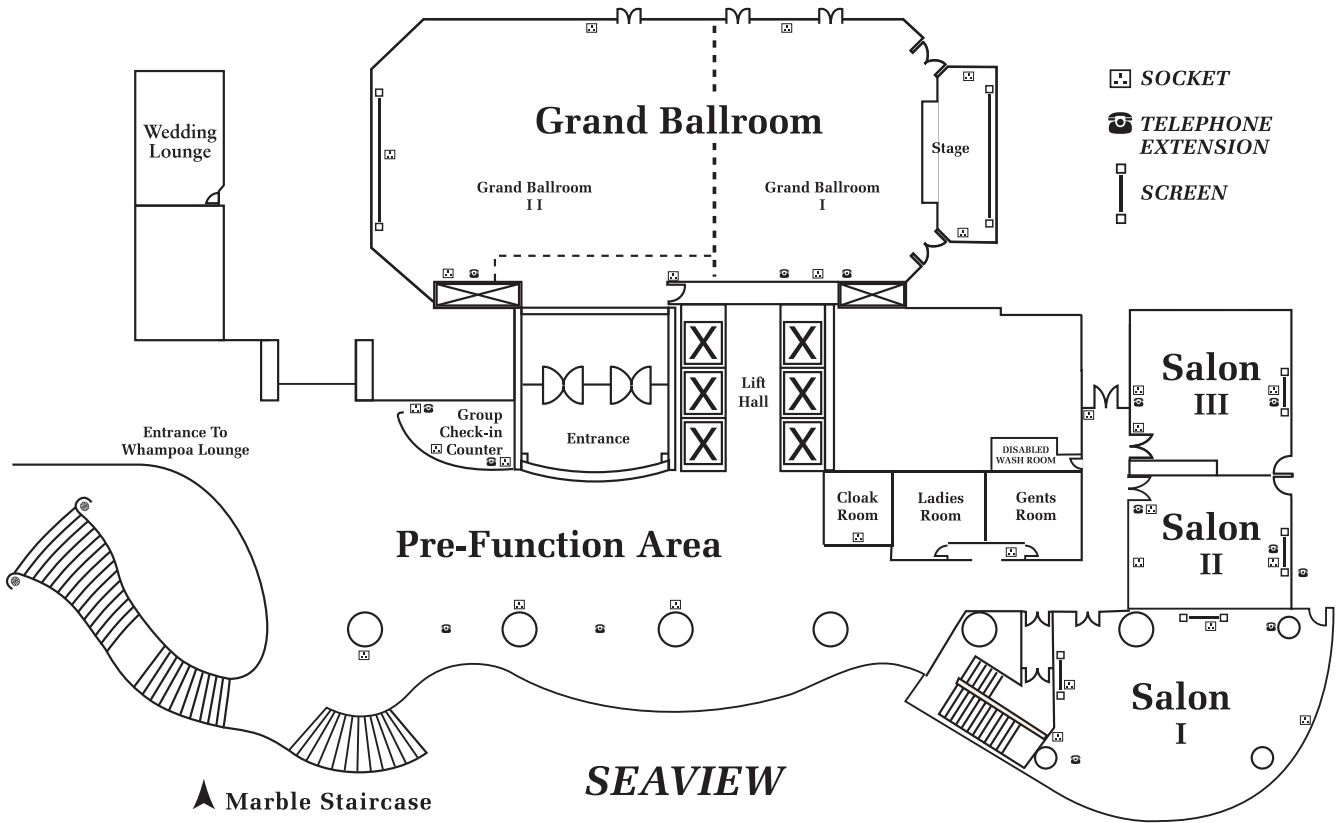 SOCKET
TELEPHONE
EXTENSION
SCREEN
Grand Ballroom
Wedding
Lounge
Stage
Grand Ballroom
I I
Grand Ballroom
I
Lift
Hall
Salon
III
Group
Check-in
Counter
Entrance
Entrance To
Whampoa Lounge
DISABLED
WASH ROOM
Cloak
Room
Ladies
Room
Gents
Room
Pre-Function Area
Salon
II
Salon
I
SEAVIEW
Marble Staircase